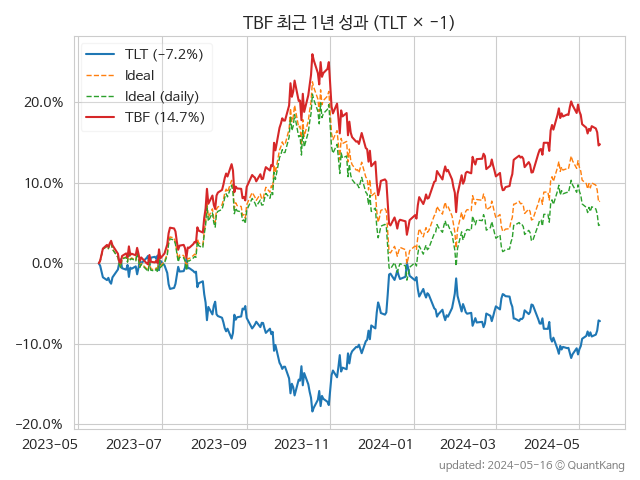 TBF 최근 1년 성과 (TLT × −1)
TLT (−7.2%)
Ideal
Ideal (daily)
TBF (14.7%)
20.0%
10.0%
0.0%
−10.0%
−20.0%
2023-05 2023-07 2023-09 2023-11 2024-01 2024-03 2024-05
updated: 2024-05-16 © QuantKang